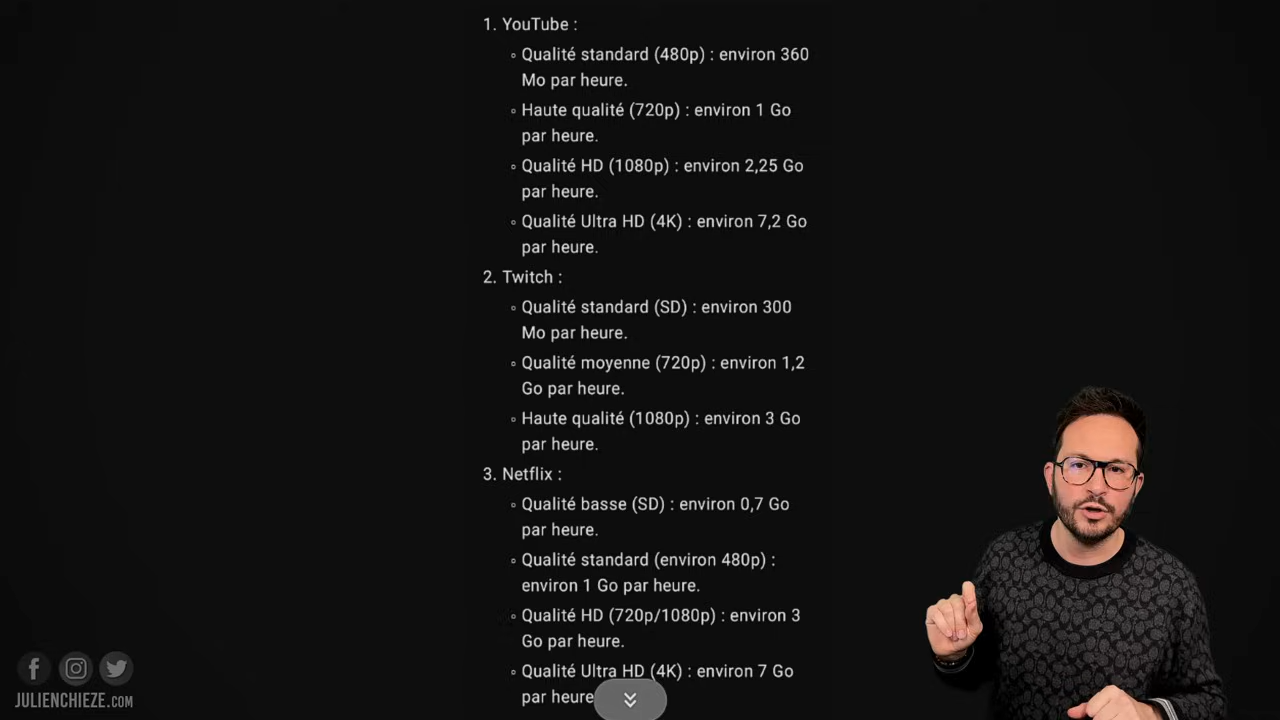 1. YouTube :
◦ Qualité standard (480p) : environ 360
Mo par heure.
◦ Haute qualité (720p) : environ 1 Go
par heure.
◦ Qualité HD (1080p) : environ 2,25 Go
par heure.
◦ Qualité Ultra HD (4K) : environ 7,2 Go
par heure.
2. Twitch :
◦ Qualité standard (SD) : environ 300
Mo par heure.
◦ Qualité moyenne (720p) : environ 1,2
Go par heure.
◦ Haute qualité (1080p) : environ 3 Go
par heure.
3. Netflix :
◦ Qualité basse (SD) : environ 0,7 Go
par heure.
◦ Qualité standard (environ 480p) :
environ 1 Go par heure.
◦ Qualité HD (720p/1080p) : environ 3
Go par heure.
◦ Qualité Ultra HD (4K) : environ 7 Go
par heure
JULIENCHIEZE.COM